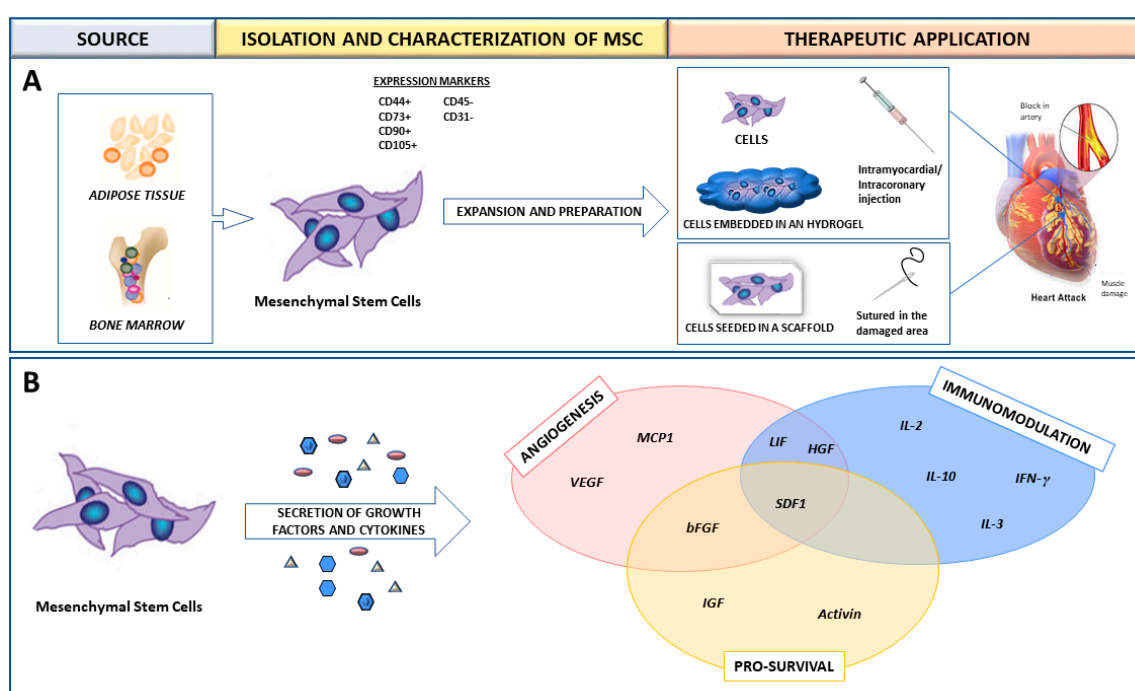 SOURCE
ISOLATION AND CHARACTERIZATION OF MSC
THERAPEUTIC APPLICATION
A
ADIPOSE TISSUE
BONE MARROW
EXPRESSION MARKERS
CD44+ CD45-
CD73+ CD31-
CD90+
CD105+
Mesenchymal Stem Cells
EXPANSION AND PREPARATION
CELLS
CELLS EMBEDDED IN AN HYDROGEL
Intramyocardial/
Intracoronary
injection
CELLS SEEDED IN A SCAFFOLD
Sutured in the
damaged area
Block in
artery
Heart Attack
Muscle
damage
B
Mesenchymal Stem Cells
SECRETION OF GROWTH
FACTORS AND CYTOKINES
ANGIOGENESIS
IMMUNOMODULATION
MCP1
VEGF
LIF
HGF
IL-2
IL-10
IFN-γ
IL-3
SDF1
bFGF
IGF
Activin
PRO-SURVIVAL